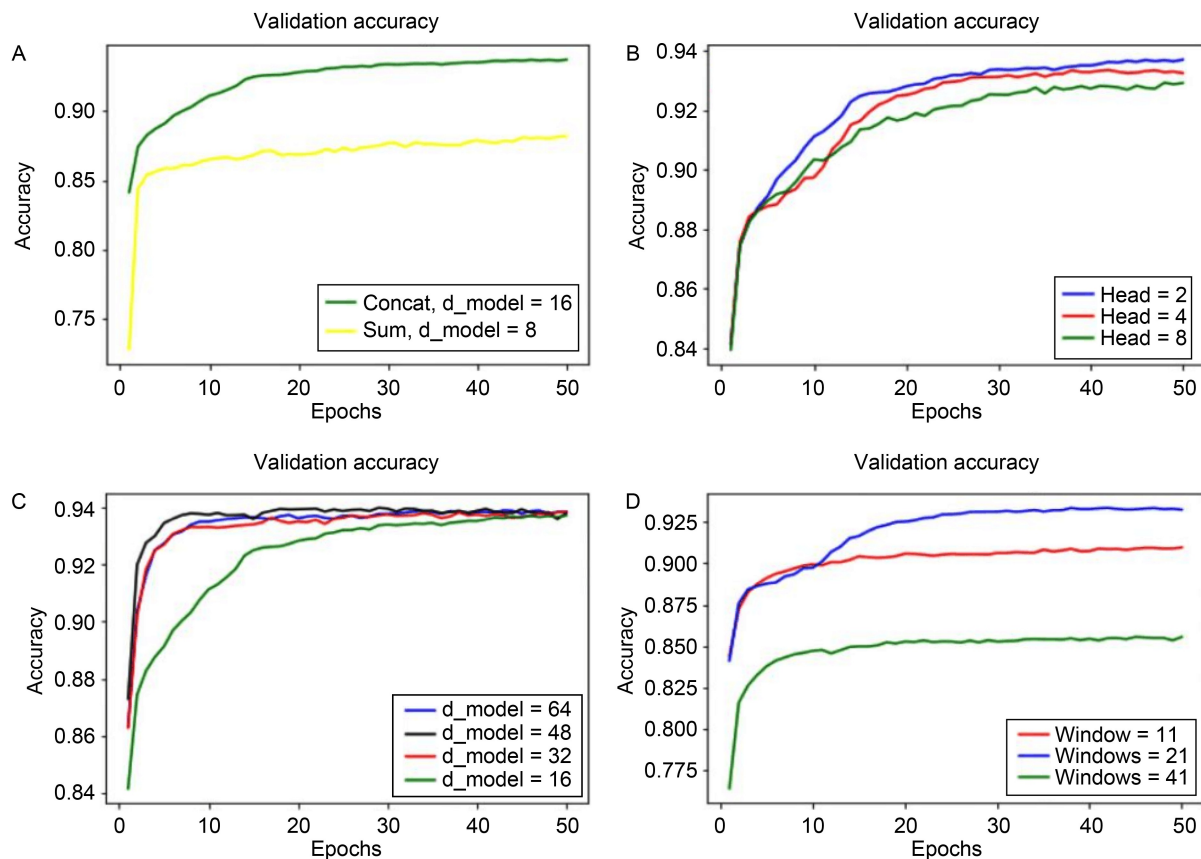 Validation accuracy
A
Accuracy
0.90
0.85
0.80
0.75
Concat, d_model = 16
Sum, d_model = 8
0 10 20 30 40 50
Epochs
Validation accuracy
B
Accuracy
0.94
0.92
0.90
0.88
0.86
0.84
Head = 2
Head = 4
Head = 8
0 10 20 30 40 50
Epochs
Validation accuracy
C
Accuracy
0.94
0.92
0.90
0.88
0.86
0.84
d_model = 64
d_model = 48
d_model = 32
d_model = 16
0 10 20 30 40 50
Epochs
Validation accuracy
D
Accuracy
0.925
0.900
0.875
0.850
0.825
0.800
0.775
Window = 11
Windows = 21
Windows = 41
0 10 20 30 40 50
Epochs